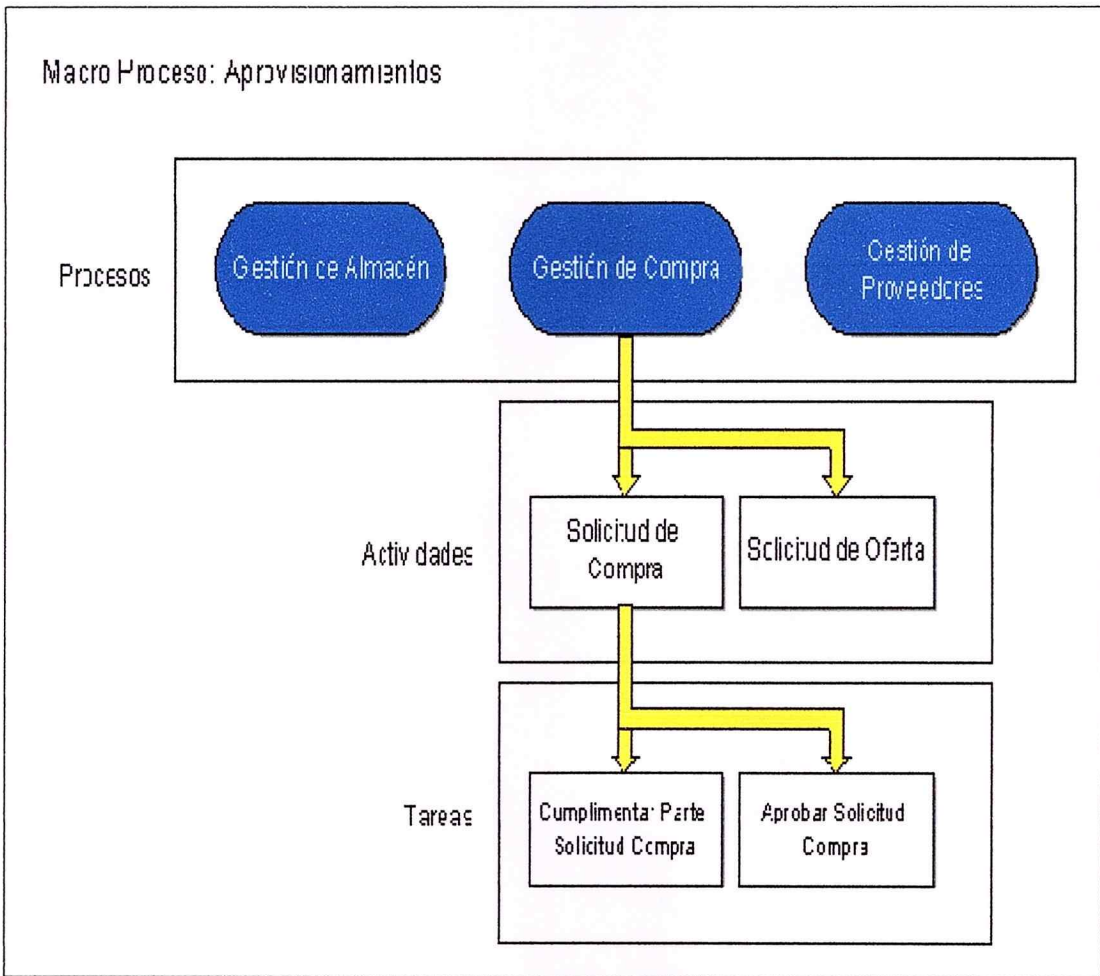 Macro Proceso: Aprovisionamientos
Procesos
Gestión de Almacén
Gestión de Compra
Gestión de
Proveedores
Actividades
Solicitud de
Compra
Solicitud de Oferta
Tareas
Cumplimentar Parte
Solicitud Compra
Aprobar Solicitud
Compra